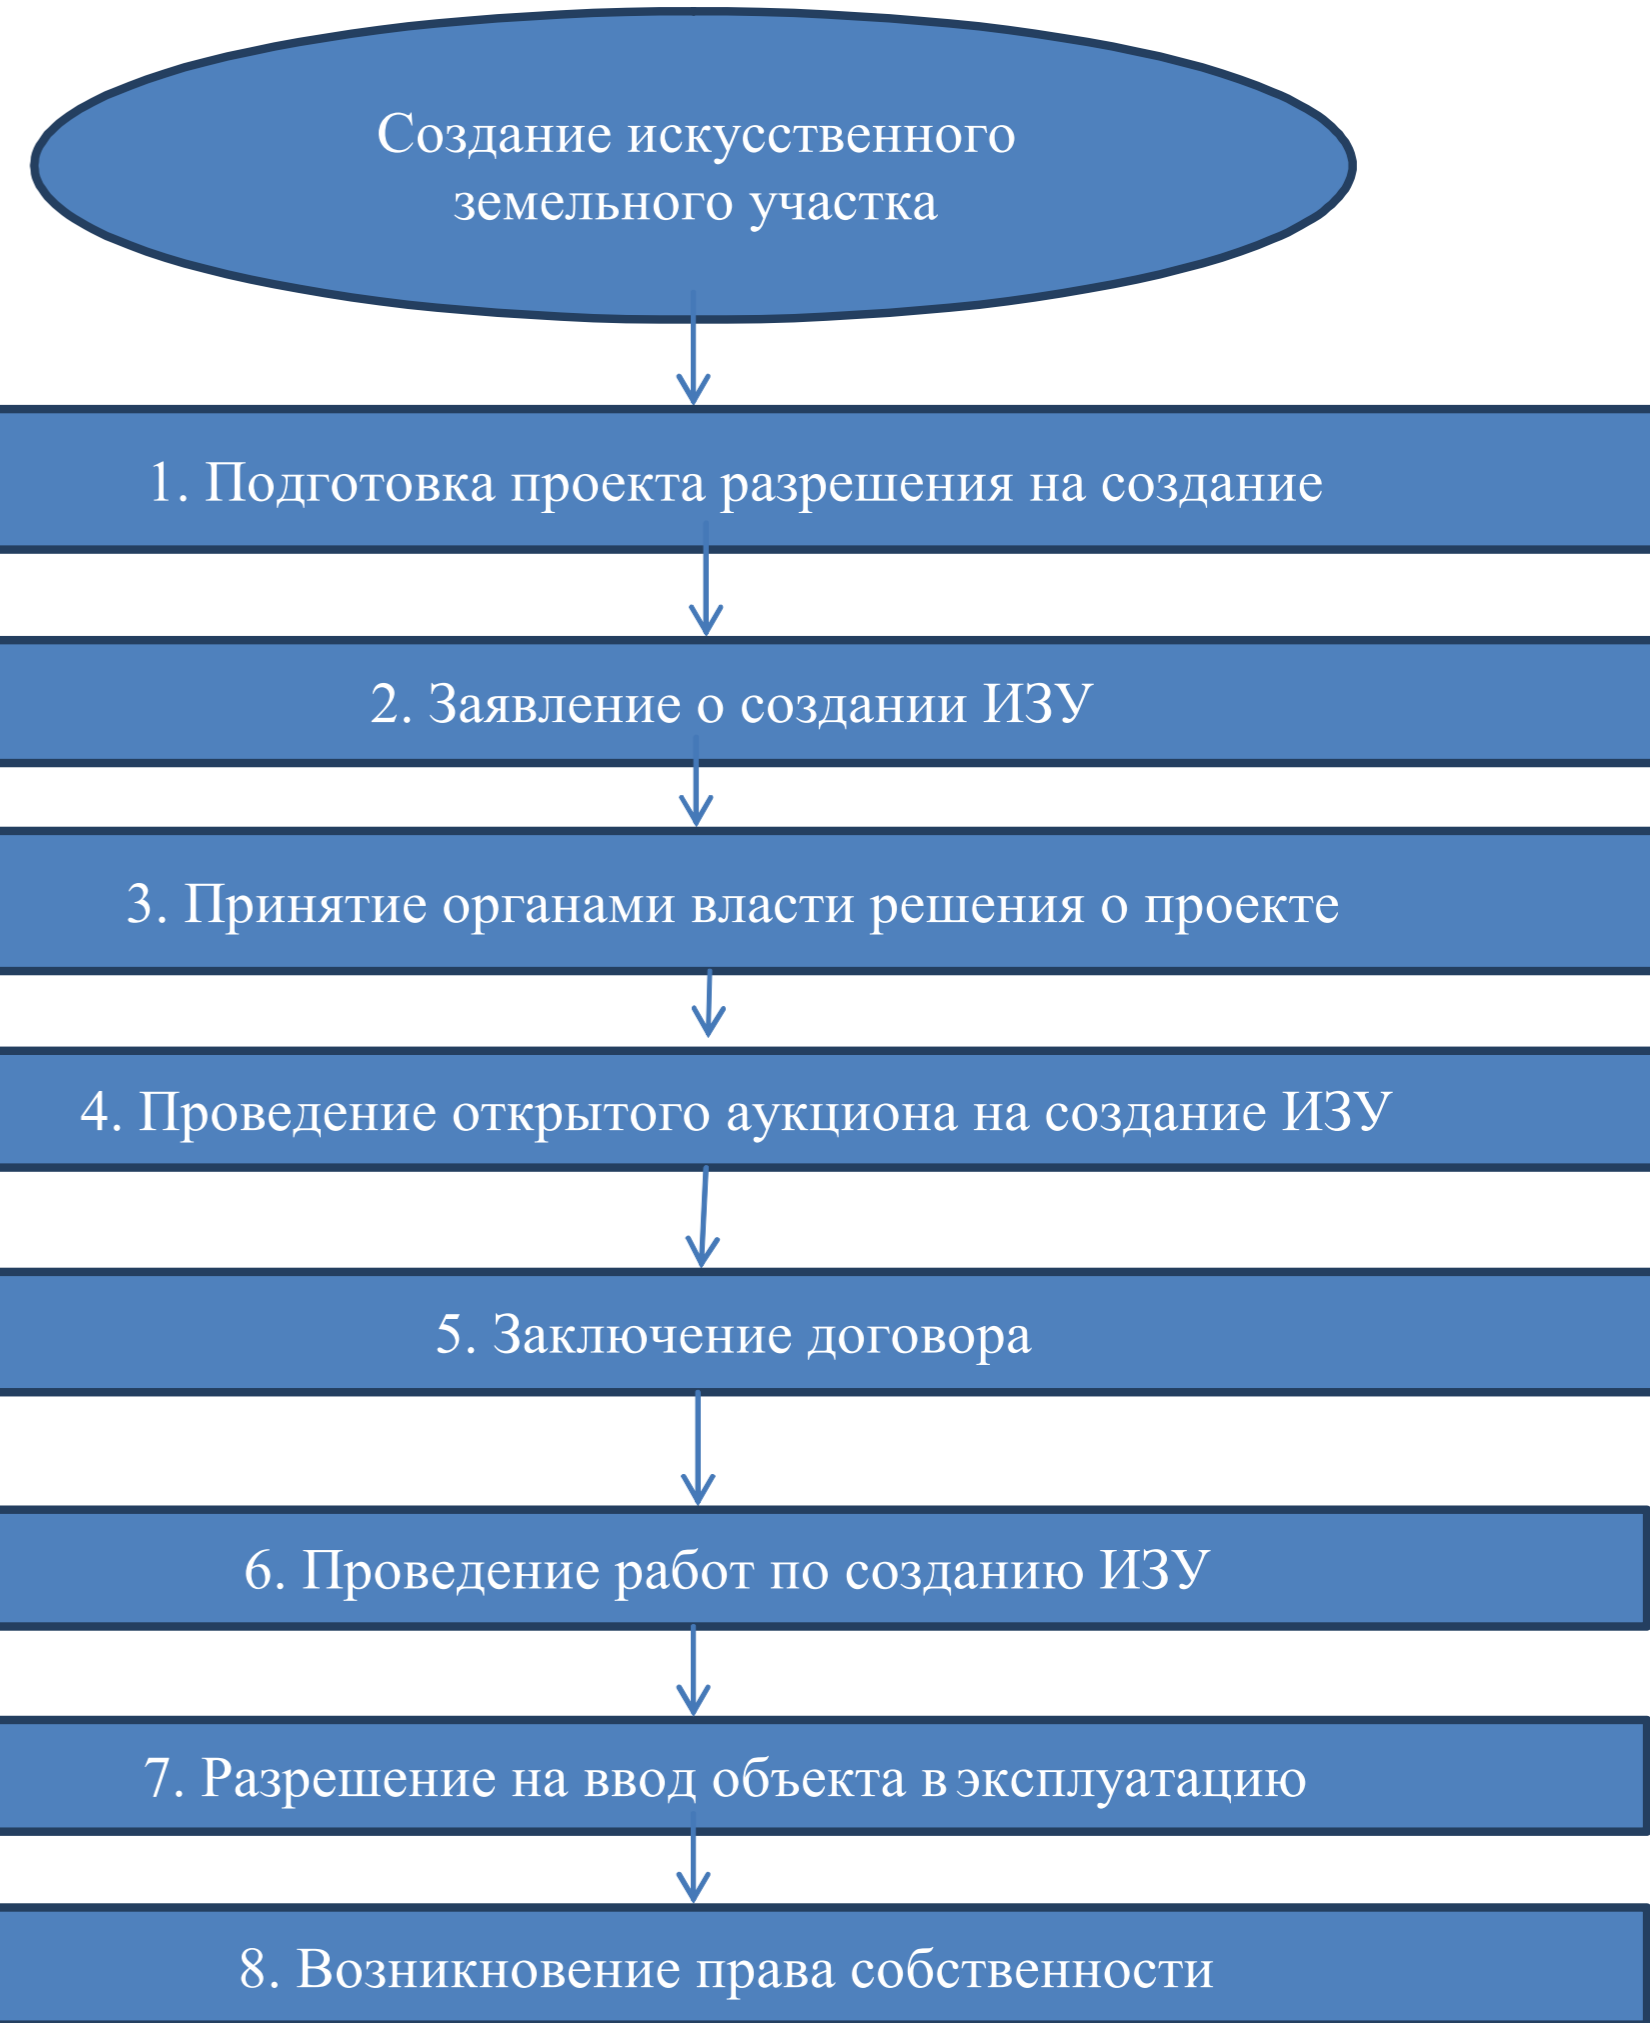 Создание искусственного
земельного участка
1. Подготовка проекта разрешения на создание
2. Заявление о создании ИЗУ
3. Принятие органами власти решения о проекте
4. Проведение открытого аукциона на создание ИЗУ
5. Заключение договора
6. Проведение работ по созданию ИЗУ
7. Разрешение на ввод объекта в эксплуатацию
8. Возникновение права собственности